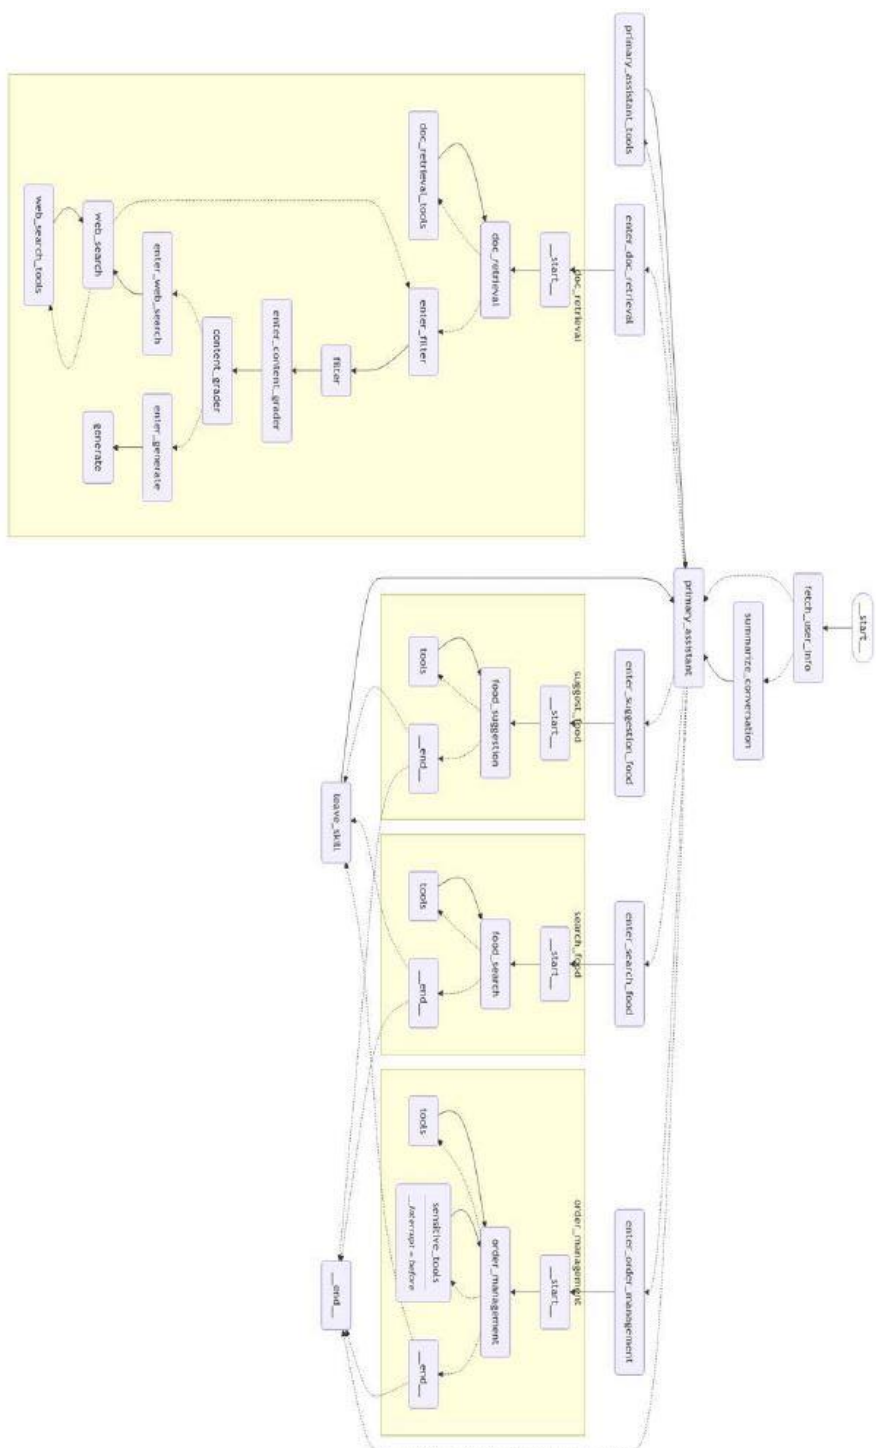 __start__
fetch_user_info
summarize_conversation
primary_assistant
primary_assistant_tools
enter_doc_retrieval
enter_suggestion_food
enter_search_food
enter_order_management
doc_retrieval
__start__
doc_retrieval
doc_retrieval_tools
enter_filter
filter
enter_content_grader
content_grader
enter_web_search
enter_generate
web_search
generate
web_search_tools
suggest_food
__start__
food_suggestion
tools
__end__
search_food
__start__
food_search
tools
__end__
order_management
__start__
order_management
tools
sensitive_tools
__interrupt = before
__end__
leave_skill
__end__